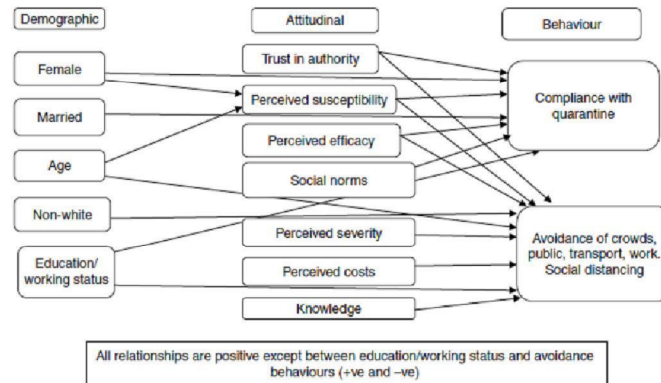 Demographic
Attitudinal
Behaviour
Female
Married
Age
Non-white
Education/
working status
Trust in authority
Perceived susceptibility
Perceived efficacy
Social norms
Perceived severity
Perceived costs
Knowledge
Compliance with
quarantine
Avoidance of crowds,
public, transport, work.
Social distancing
All relationships are positive except between education/working status and avoidance
behaviours (+ve and –ve)